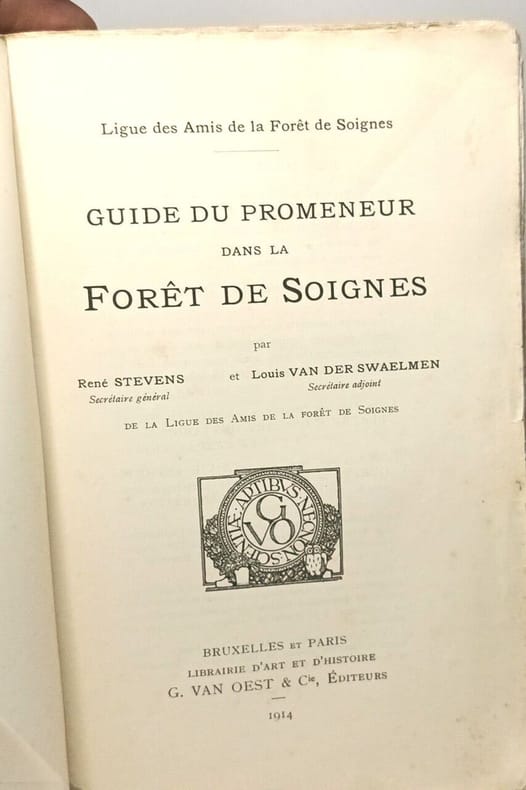 Ligue des Amis de la Forêt de Soignes
GUIDE DU PROMENEUR
DANS LA
FORÊT DE SOIGNES
par
René STEVENS et Louis VAN DER SWAELMEN
Secrétaire général Secrétaire adjoint
DE LA LIGUE DES AMIS DE LA FORÊT DE SOIGNES
ARTIBVS·NECNON·SCIENTIÆ·
GVO
BRUXELLES ET PARIS
LIBRAIRIE D'ART ET D'HISTOIRE
G. VAN OEST & Cie, ÉDITEURS
1914